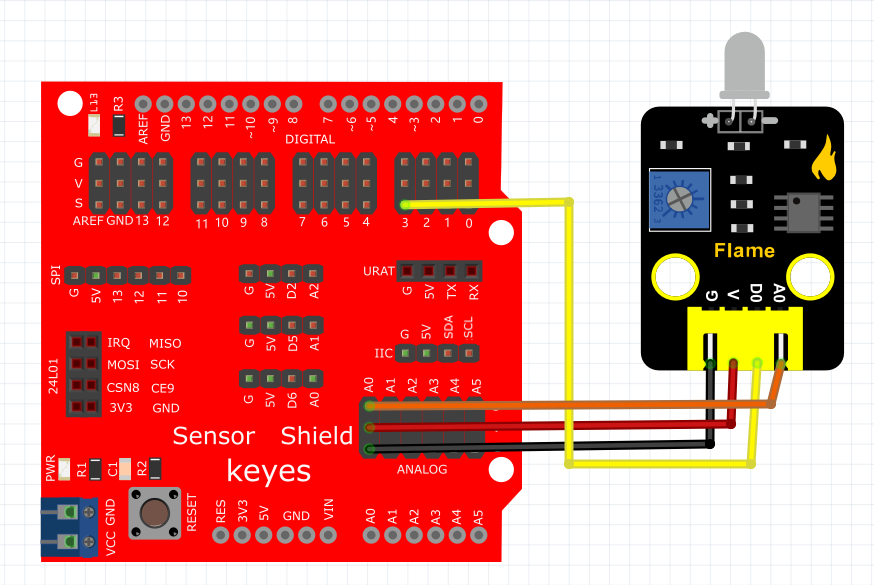 L13
R3
AREF
GND
13
12
11
~10
~9
8
7
~6
~5
4
~3
2
1
0
DIGITAL
G
V
S
AREF GND 13 12
11 10 9 8
7 6 5 4
3 2 1 0
SPI
G
5V
13
12
11
10
G
5V
D2
A2
URAT
G
5V
TX
RX
G
5V
D5
A1
IIC
G
5V
SDA
SCL
24L01
IRQ MISO
MOSI SCK
CSN8 CE9
3V3 GND
G
5V
D6
A0
A0
A1
A2
A3
A4
A5
ANALOG
Sensor Shield
keyes
PWR
R1
C1
R2
VCC GND
RESET
RES
3V3
5V
GND
VIN
A0
A1
A2
A3
A4
A5
+
−
1 3362
Flame
G
V
D0
A0